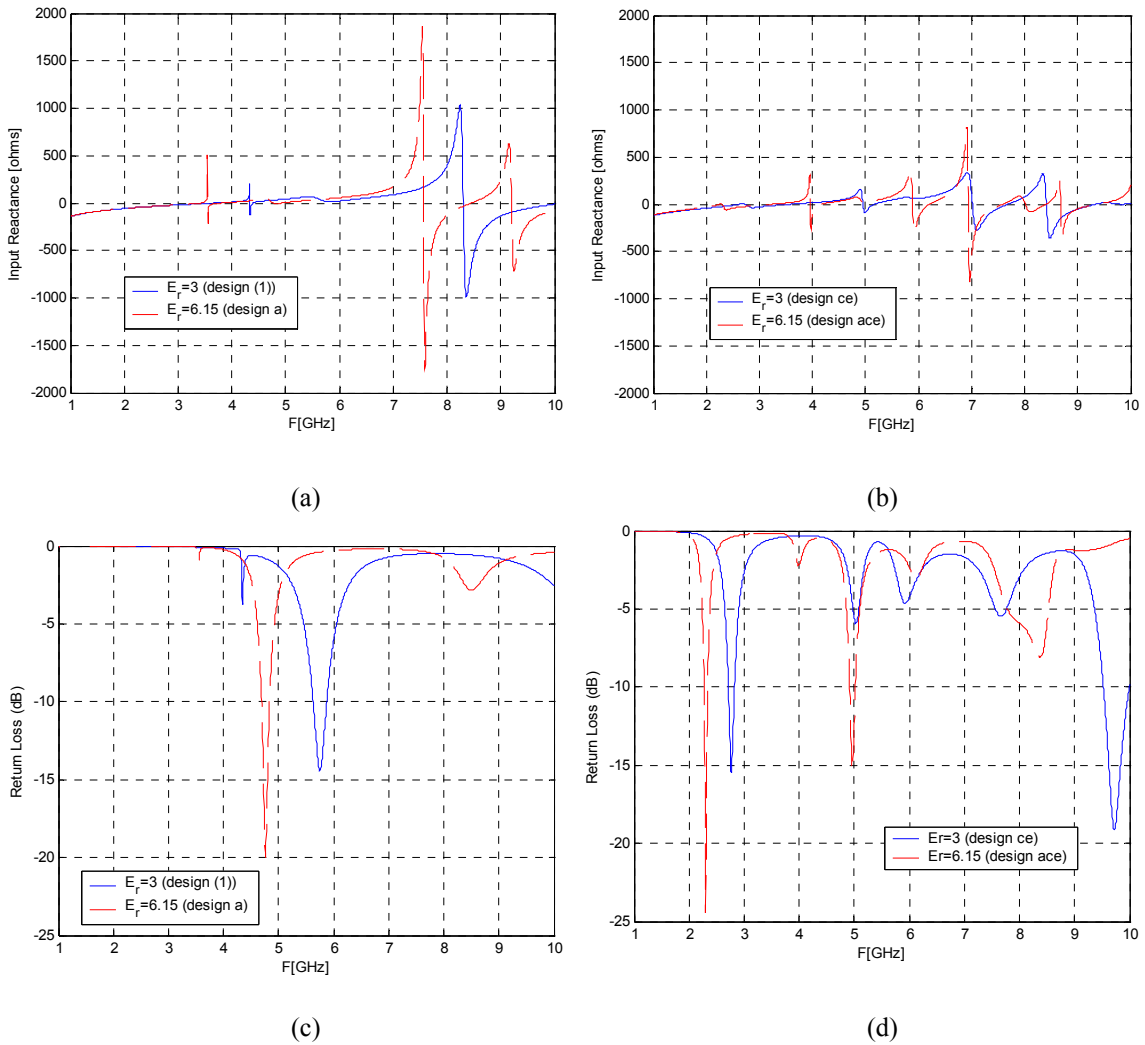 2000
1500
1000
500
0
-500
-1000
-1500
-2000
Input Reactance [ohms]
E_r=3 (design (1))
E_r=6.15 (design a)
1 2 3 4 5 6 7 8 9 10
F[GHz]
(a)
2000
1500
1000
500
0
-500
-1000
-1500
-2000
Input Reactance [ohms]
E_r=3 (design ce)
E_r=6.15 (design ace)
1 2 3 4 5 6 7 8 9 10
F[GHz]
(b)
0
-5
-10
-15
-20
-25
Return Loss (dB)
E_r=3 (design (1))
E_r=6.15 (design a)
1 2 3 4 5 6 7 8 9 10
F[GHz]
(c)
0
-5
-10
-15
-20
-25
Return Loss (dB)
Er=3 (design ce)
Er=6.15 (design ace)
1 2 3 4 5 6 7 8 9 10
F[GHz]
(d)